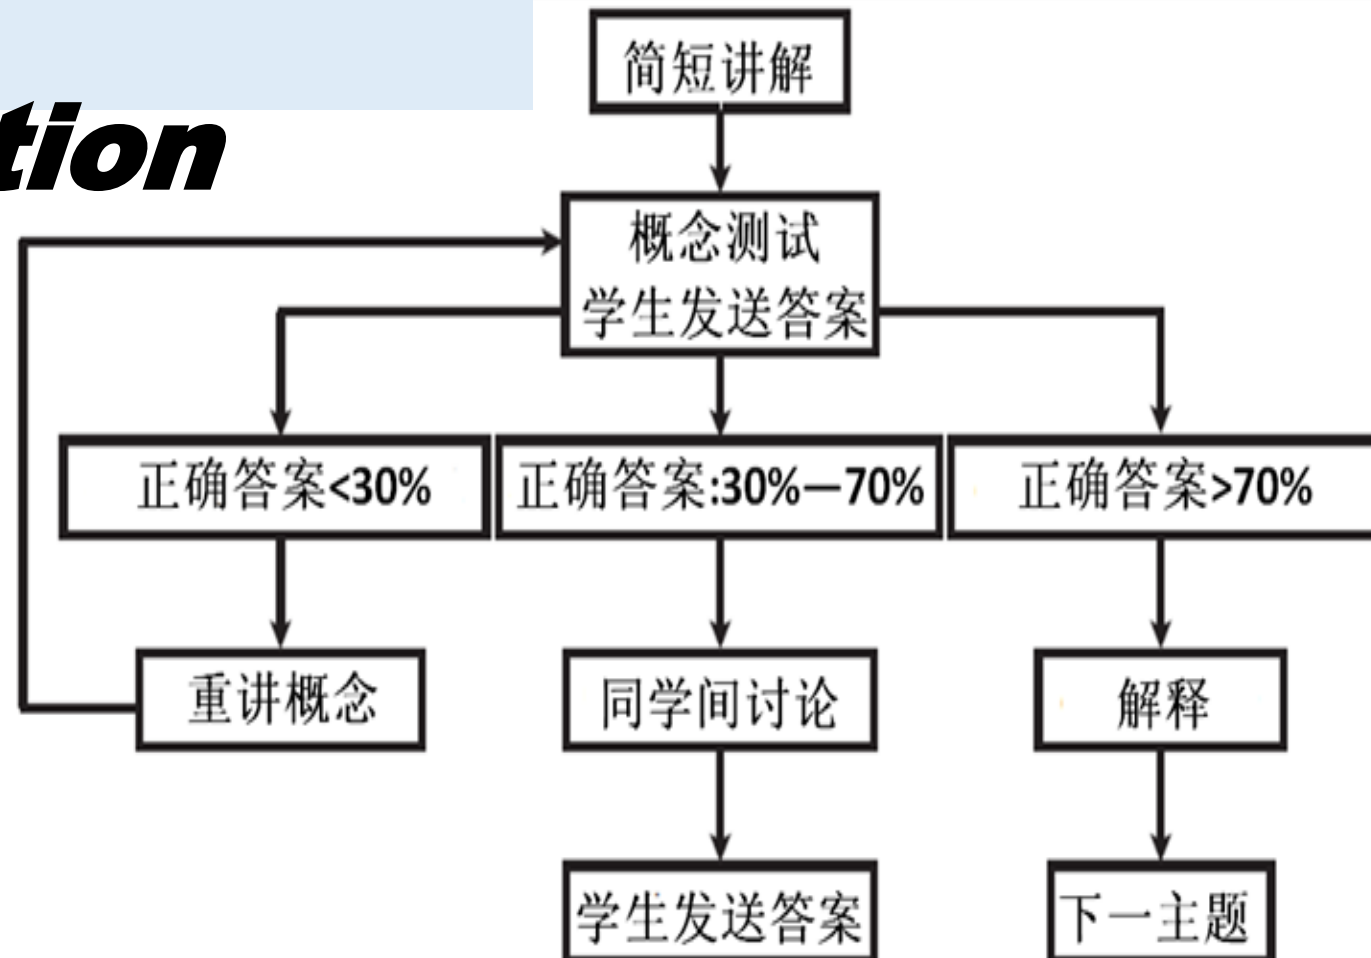 简短讲解
tion
概念测试
学生发送答案
正确答案<30%
正确答案:30%—70%
正确答案>70%
重讲概念
同学间讨论
解释
学生发送答案
下一主题